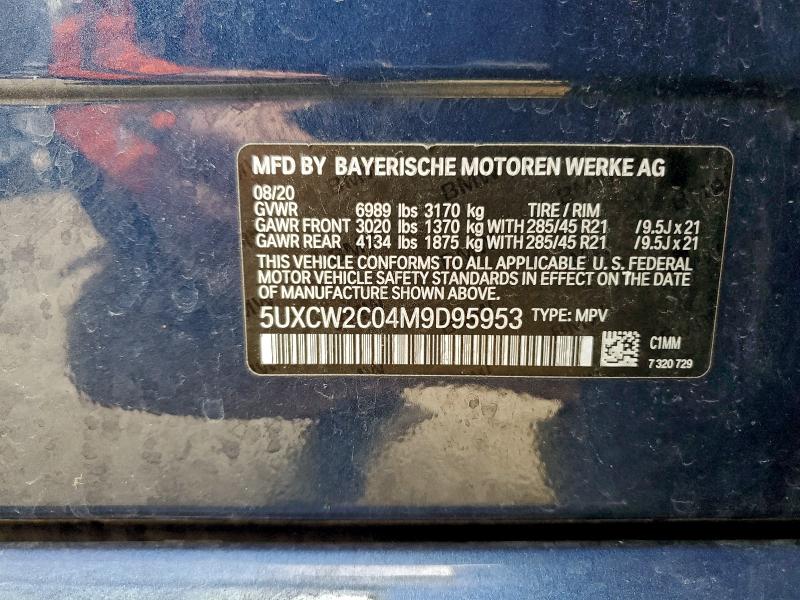 MFD BY BAYERISCHE MOTOREN WERKE AG
08/20
GVWR 6989 lbs 3170 kg TIRE / RIM
GAWR FRONT 3020 lbs 1370 kg WITH 285/45 R21 / 9.5J x 21
GAWR REAR 4134 lbs 1875 kg WITH 285/45 R21 / 9.5J x 21
THIS VEHICLE CONFORMS TO ALL APPLICABLE U.S. FEDERAL
MOTOR VEHICLE SAFETY STANDARDS IN EFFECT ON THE DATE
OF MANUFACTURE SHOWN ABOVE.
5UXCW2C04M9D95953 TYPE: MPV
C1MM
7 320 729